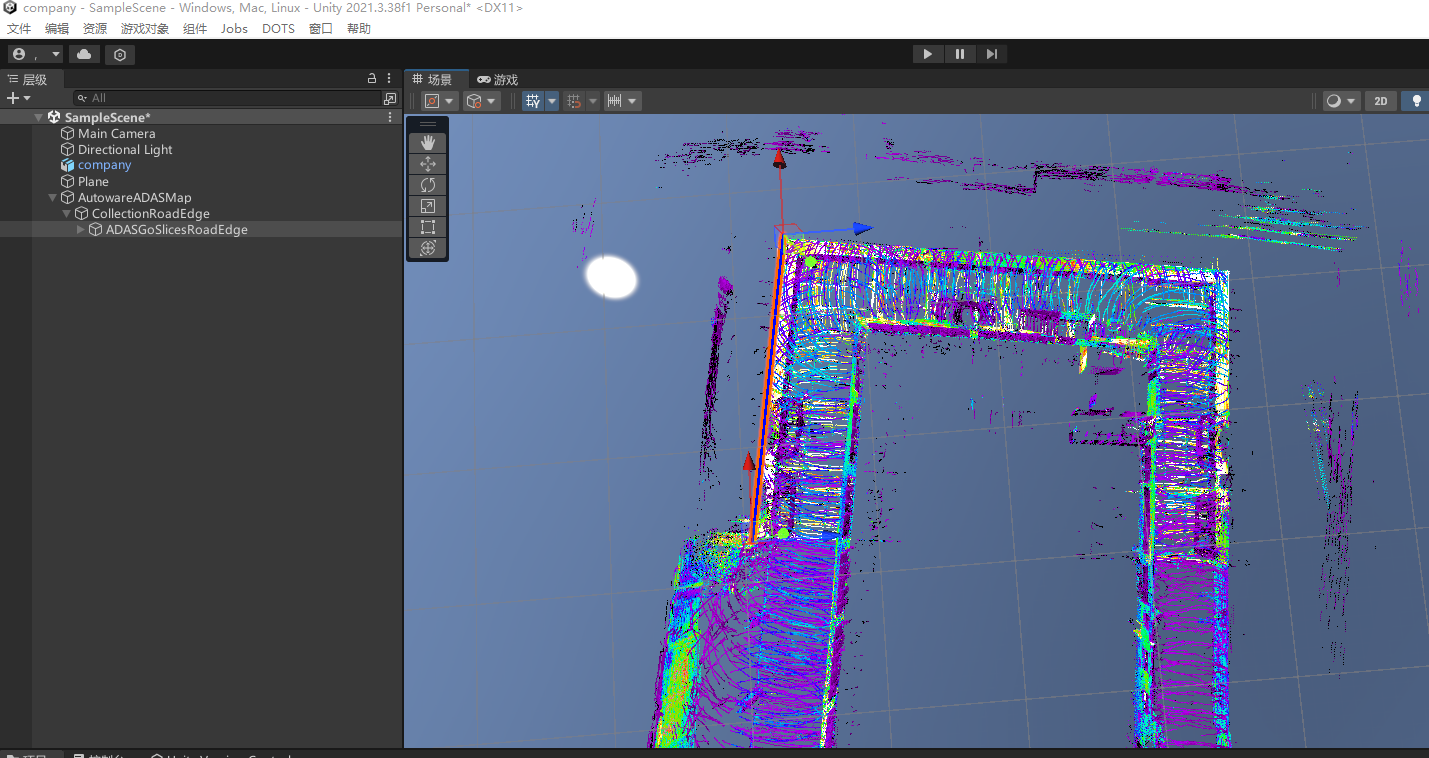 company - SampleScene - Windows, Mac, Linux - Unity 2021.3.38f1 Personal* <DX11>
文件 编辑 资源 游戏对象 组件 Jobs DOTS 窗口 帮助
层级
场景 游戏
All
2D
SampleScene*
Main Camera
Directional Light
company
Plane
AutowareADASMap
CollectionRoadEdge
ADASGoSlicesRoadEdge